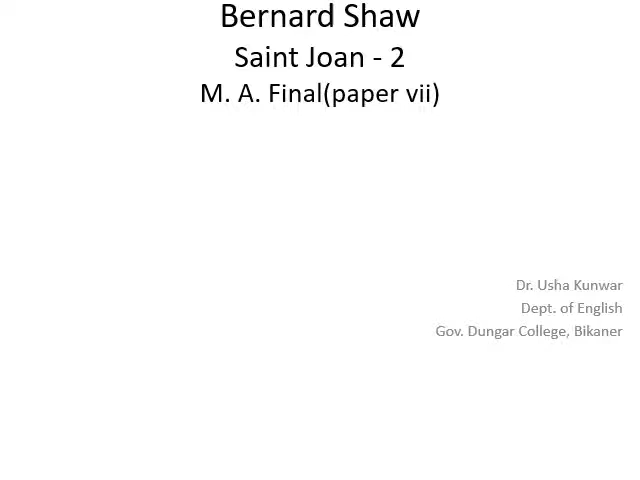 Bernard Shaw
Saint Joan - 2
M. A. Final(paper vii)
Dr. Usha Kunwar
Dept. of English
Gov. Dungar College, Bikaner